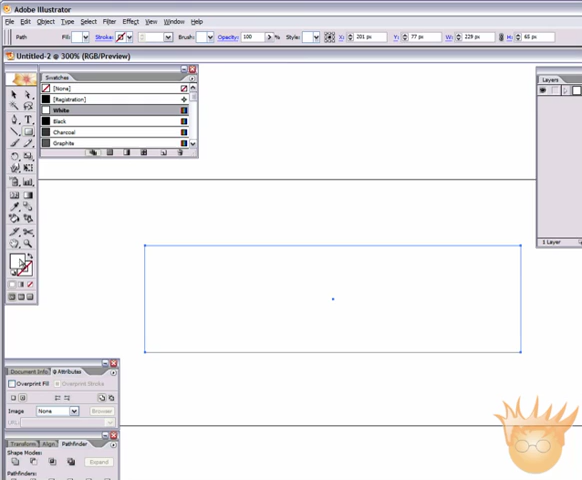 Adobe Illustrator
File Edit Object Type Select Filter Effect View Window Help
Path Fill: Stroke: Brush: Opacity: 100 > % Style: X: 201 px Y: 77 px W: 229 px H: 65 px
Untitled-2 @ 300% (RGB/Preview)
Swatches
[None]
[Registration]
White
Black
Charcoal
Graphite
Layers
1 Layer
Document Info Attributes
Overprint Fill Overprint Stroke
Image None Browser
URL:
Transform Align Pathfinder
Shape Modes:
Expand
Pathfinders: